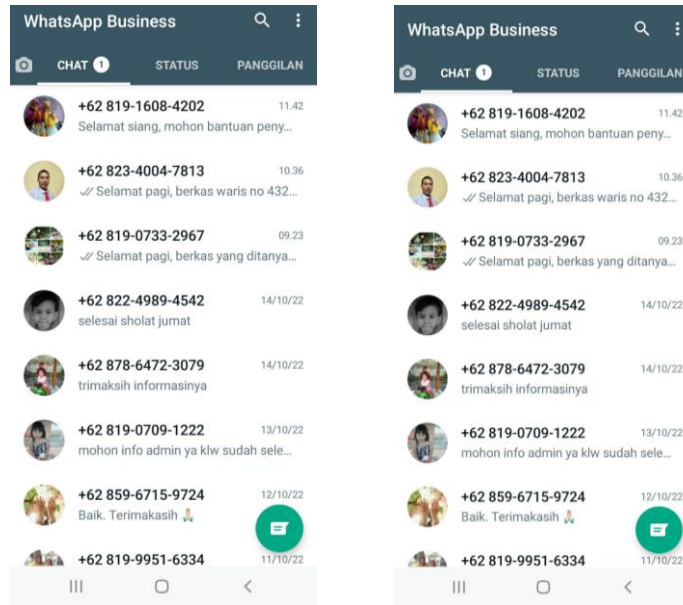 WhatsApp Business
CHAT 1 STATUS PANGGILAN
+62 819-1608-4202 11.42
Selamat siang, mohon bantuan peny...
+62 823-4004-7813 10.36
Selamat pagi, berkas waris no 432...
+62 819-0733-2967 09.23
Selamat pagi, berkas yang ditanya...
+62 822-4989-4542 14/10/22
selesai sholat jumat
+62 878-6472-3079 14/10/22
trimaksih informasinya
+62 819-0709-1222 13/10/22
mohon info admin ya klw sudah sele...
+62 859-6715-9724 12/10/22
Baik. Terimakasih 🙏🏻
+62 819-9951-6334 11/10/22
WhatsApp Business
CHAT 1 STATUS PANGGILAN
+62 819-1608-4202 11.42
Selamat siang, mohon bantuan peny...
+62 823-4004-7813 10.36
Selamat pagi, berkas waris no 432...
+62 819-0733-2967 09.23
Selamat pagi, berkas yang ditanya...
+62 822-4989-4542 14/10/22
selesai sholat jumat
+62 878-6472-3079 14/10/22
trimaksih informasinya
+62 819-0709-1222 13/10/22
mohon info admin ya klw sudah sele...
+62 859-6715-9724 12/10/22
Baik. Terimakasih 🙏🏻
+62 819-9951-6334 11/10/22